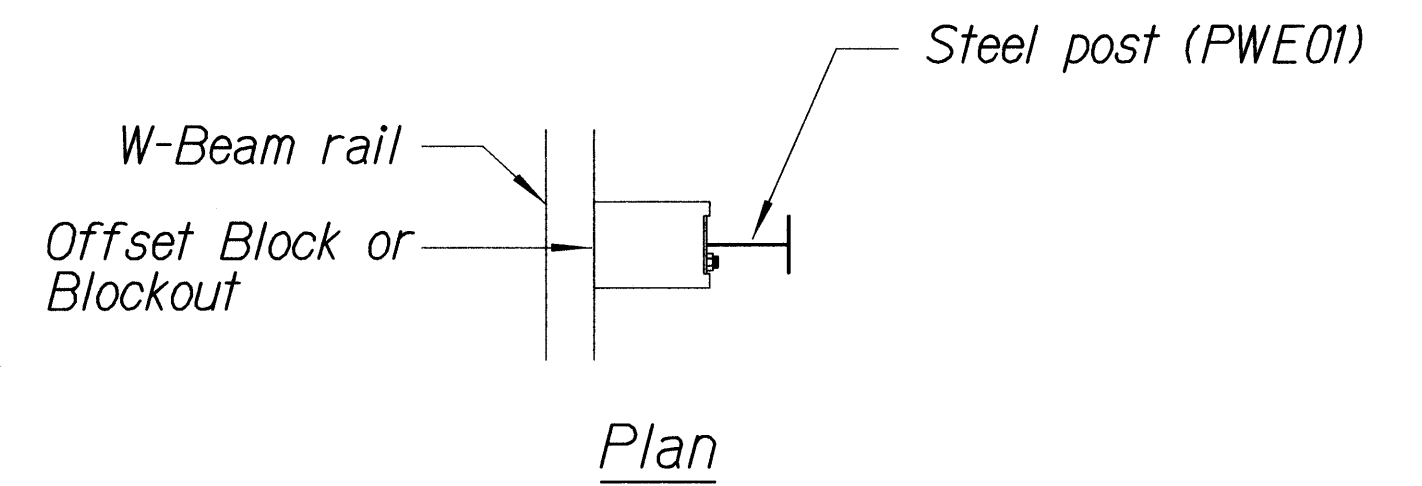 Steel post (PWE01)
W-Beam rail
Offset Block or
Blockout
Plan